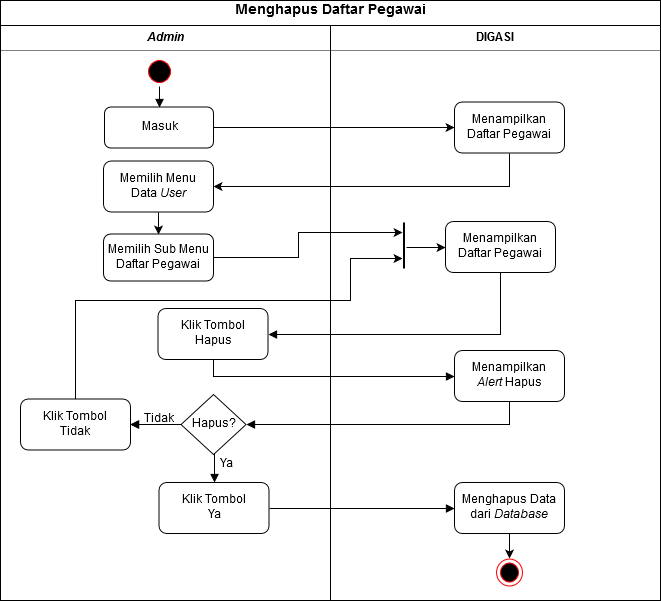 Menghapus Daftar Pegawai
Admin
DIGASI
Masuk
Menampilkan
Daftar Pegawai
Memilih Menu
Data User
Memilih Sub Menu
Daftar Pegawai
Menampilkan
Daftar Pegawai
Klik Tombol
Hapus
Menampilkan
Alert Hapus
Hapus?
Tidak
Klik Tombol
Tidak
Ya
Klik Tombol
Ya
Menghapus Data
dari Database